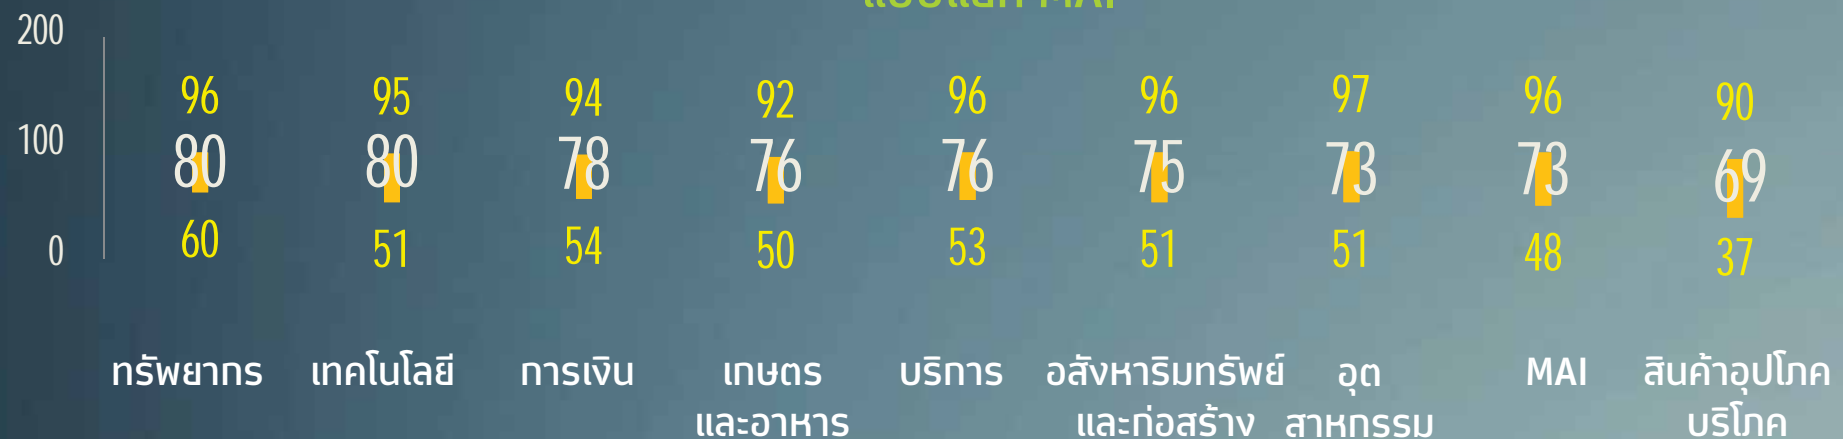 MAI
200
96 95 94 92 96 96 97 96 90
100
80 80 78 76 76 75 73 73 69
0
60 51 54 50 53 51 51 48 37
ทรัพยากร เทคโนโลยี การเงิน เกษตร บริการ อสังหาริมทรัพย์ อุต MAI สินค้าอุปโภค
และอาหาร และก่อสร้าง สาหกรรม บริโภค